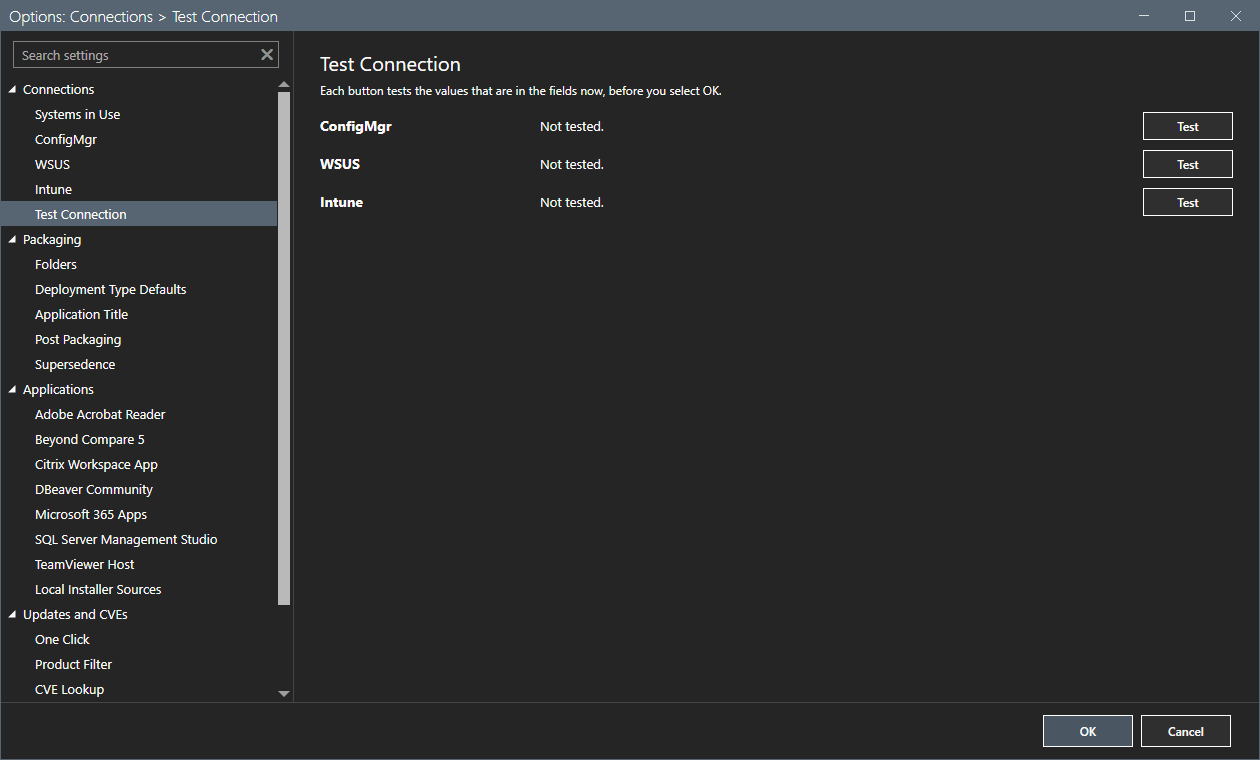 Options: Connections > Test Connection
Search settings
Connections
Systems in Use
ConfigMgr
WSUS
Intune
Test Connection
Packaging
Folders
Deployment Type Defaults
Application Title
Post Packaging
Supersedence
Applications
Adobe Acrobat Reader
Beyond Compare 5
Citrix Workspace App
DBeaver Community
Microsoft 365 Apps
SQL Server Management Studio
TeamViewer Host
Local Installer Sources
Updates and CVEs
One Click
Product Filter
CVE Lookup
Test Connection
Each button tests the values that are in the fields now, before you select OK.
ConfigMgr Not tested. Test
WSUS Not tested. Test
Intune Not tested. Test
OK Cancel